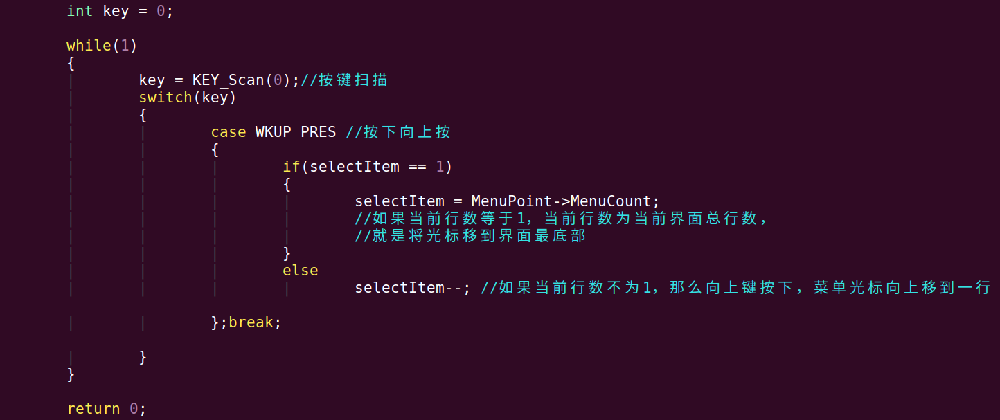 int key = 0;
while(1)
{
key = KEY_Scan(0);//按键扫描
switch(key)
{
case WKUP_PRES //按下向上按
{
if(selectItem == 1)
{
selectItem = MenuPoint->MenuCount;
//如果当前行数等于1，当前行数为当前界面总行数，
//就是将光标移到界面最底部
}
else
selectItem--; //如果当前行数不为1，那么向上键按下，菜单光标向上移到一行
};break;
}
}
return 0;